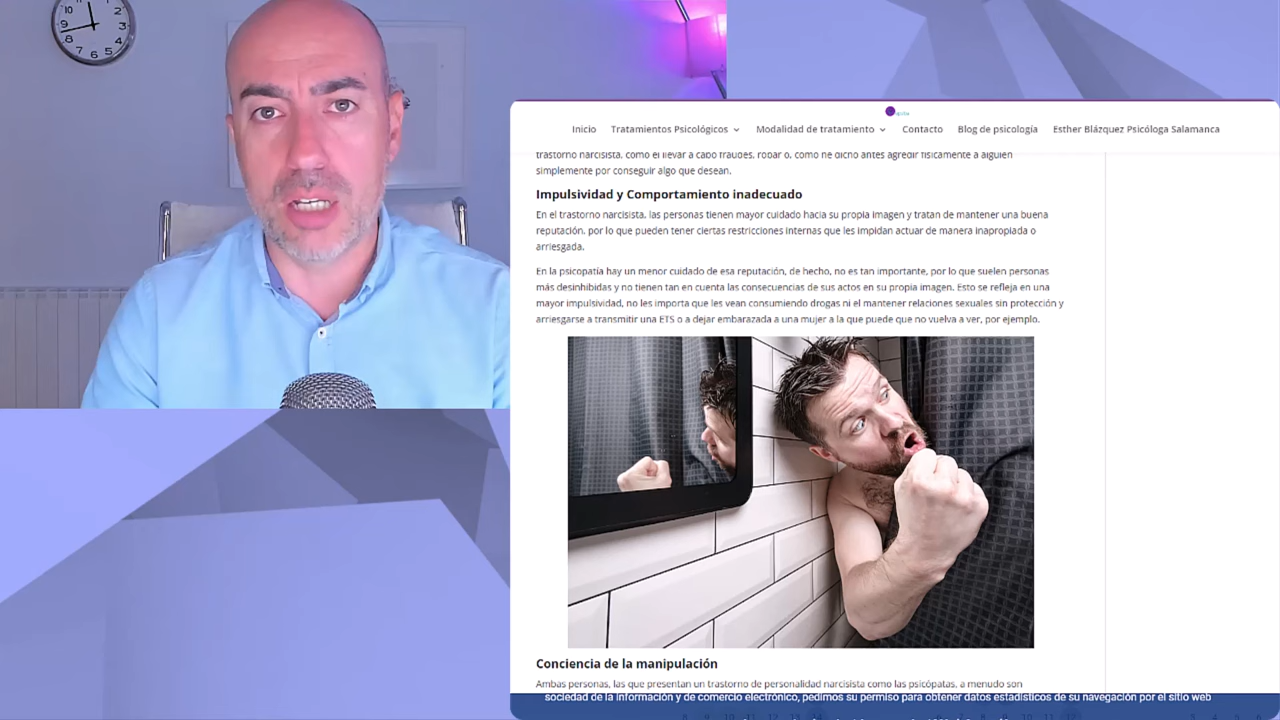 10 2
9 3
8 4
7 6 5
Inicio Tratamientos Psicológicos Modalidad de tratamiento Contacto Blog de psicología Esther Blázquez Psicóloga Salamanca
trastorno narcisista, como el llevar a cabo fraudes, robar o, como he dicho antes agredir físicamente a alguien
simplemente por conseguir algo que desean.
Impulsividad y Comportamiento inadecuado
En el trastorno narcisista, las personas tienen mayor cuidado hacia su propia imagen y tratan de mantener una buena
reputación, por lo que pueden tener ciertas restricciones internas que les impidan actuar de manera inapropiada o
arriesgada.
En la psicopatía hay un menor cuidado de esa reputación, de hecho, no es tan importante, por lo que suelen personas
más desinhibidas y no tienen tan en cuenta las consecuencias de sus actos en su propia imagen. Esto se refleja en una
mayor impulsividad, no les importa que les vean consumiendo drogas ni el mantener relaciones sexuales sin protección y
arriesgarse a transmitir una ETS o a dejar embarazada a una mujer a la que puede que no vuelva a ver, por ejemplo.
Conciencia de la manipulación
Ambas personas, las que presentan un trastorno de personalidad narcisista como las psicópatas, a menudo son
sociedad de la información y de comercio electrónico, pedimos su permiso para obtener datos estadísticos de su navegación por el sitio web